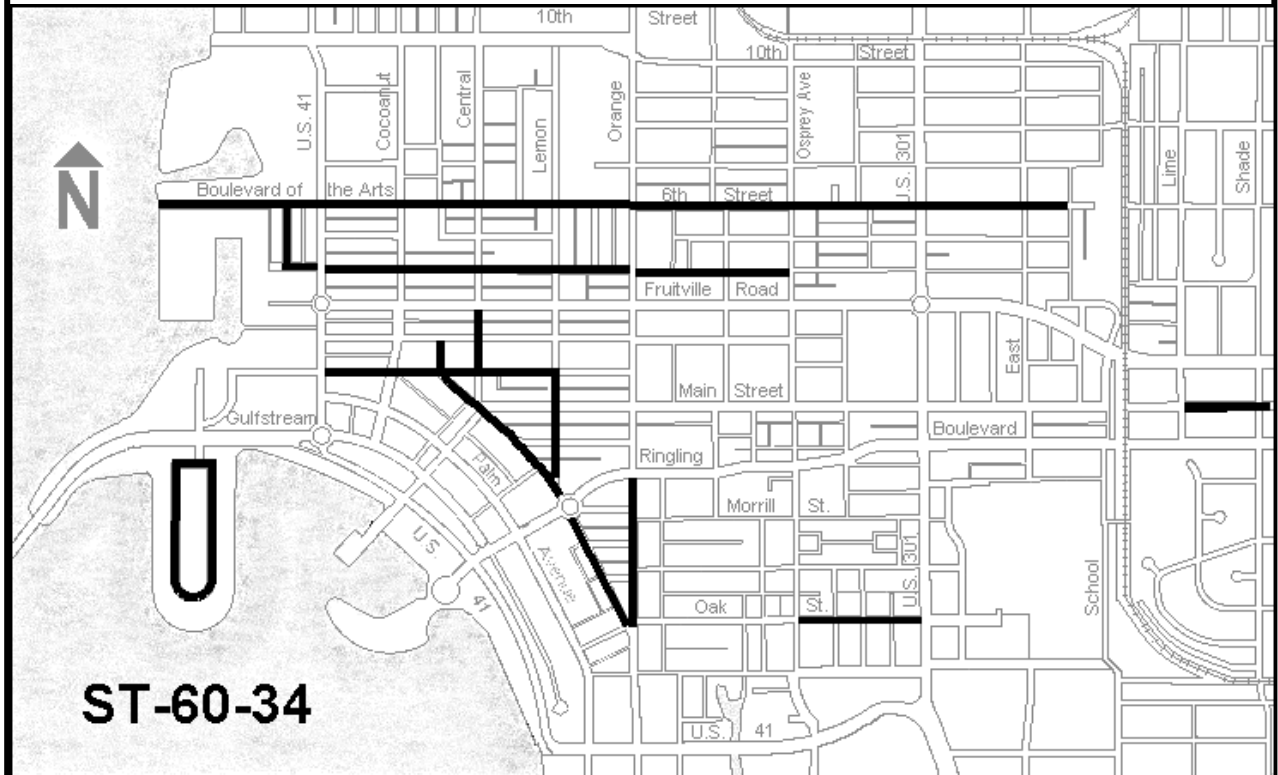 10th Street
10th Street
U.S. 41
Cocoanut
Central
Lemon
Orange
Osprey Ave
U.S. 301
Lime
Shade
N
Boulevard of the Arts
6th Street
Fruitville Road
East
Main Street
Gulfstream
Boulevard
Ringling
Palm
Morrill St.
U.S.
41
Avenue
U.S. 301
School
Oak St.
ST-60-34
U.S. 41